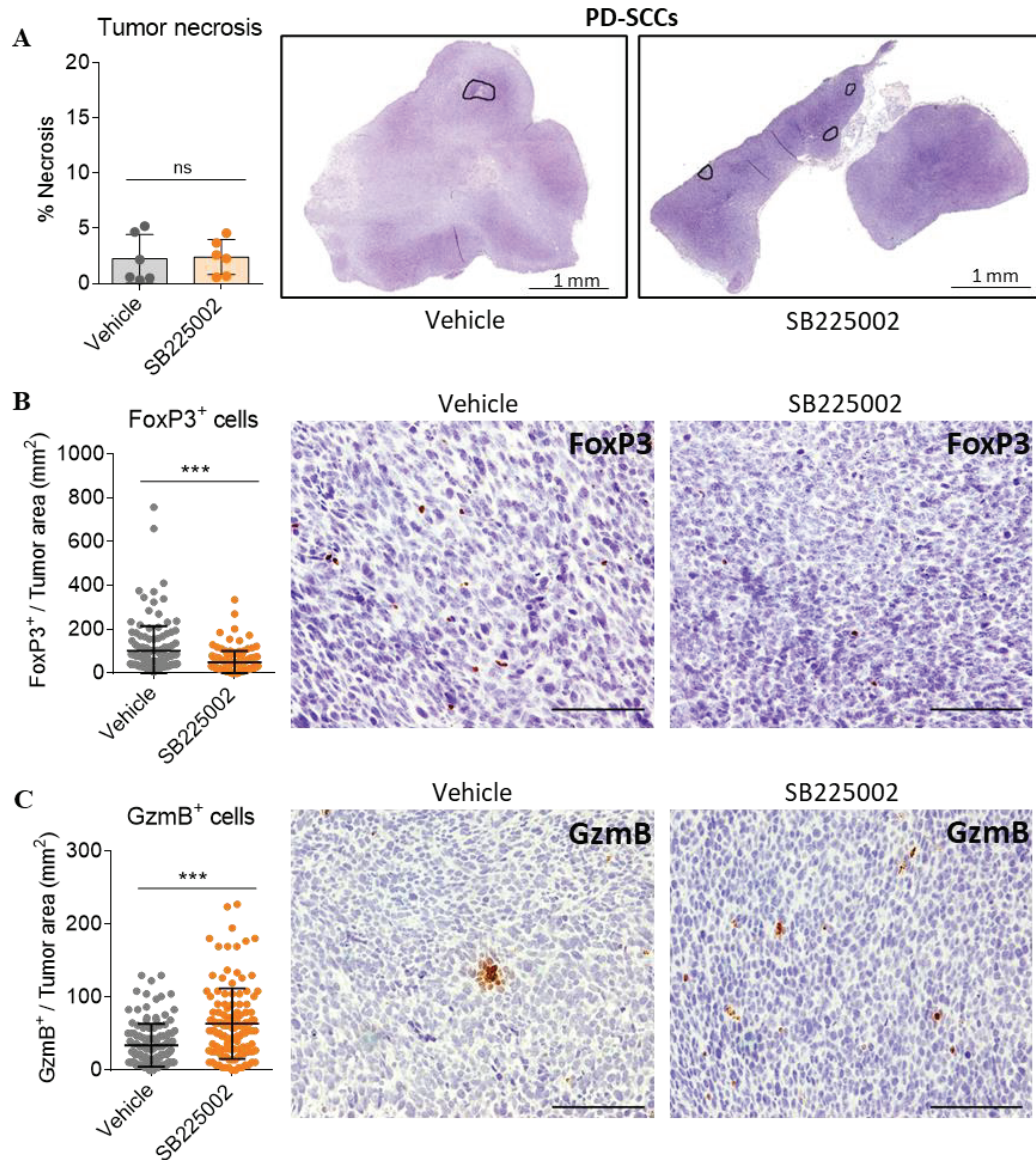 PD-SCCs
A
Tumor necrosis
% Necrosis
20
15
10
5
0
ns
Vehicle
SB225002
1 mm
Vehicle
1 mm
SB225002
B
FoxP3⁺ cells
FoxP3⁺ / Tumor area (mm²)
1000
800
600
400
200
0
***
Vehicle
SB225002
Vehicle
FoxP3
SB225002
FoxP3
C
GzmB⁺ cells
GzmB⁺ / Tumor area (mm²)
300
200
100
0
***
Vehicle
SB225002
Vehicle
GzmB
SB225002
GzmB